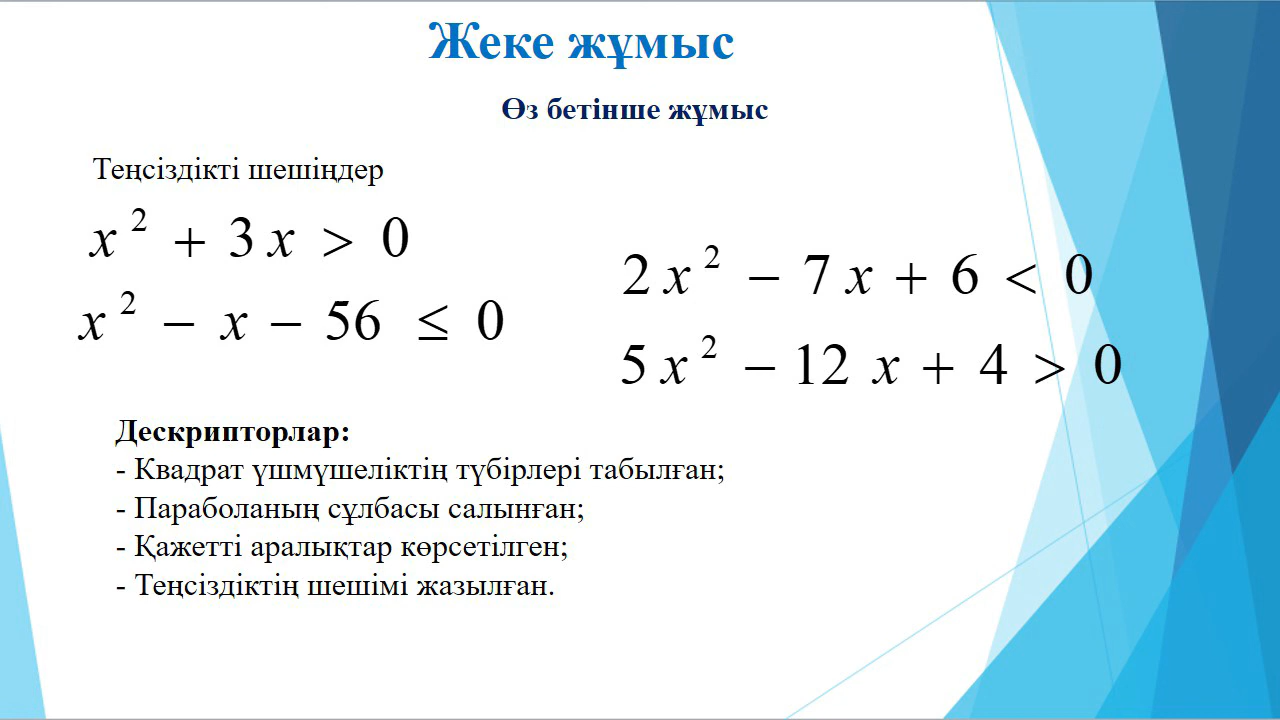 Жеке жұмыс
Өз бетінше жұмыс
Теңсіздікті шешіңдер
x² + 3x > 0
x² − x − 56 ≤ 0
2x² − 7x + 6 < 0
5x² − 12x + 4 > 0
Дескрипторлар:
- Квадрат үшмүшеліктің түбірлері табылған;
- Параболаның сұлбасы салынған;
- Қажетті аралықтар көрсетілген;
- Теңсіздіктің шешімі жазылған.